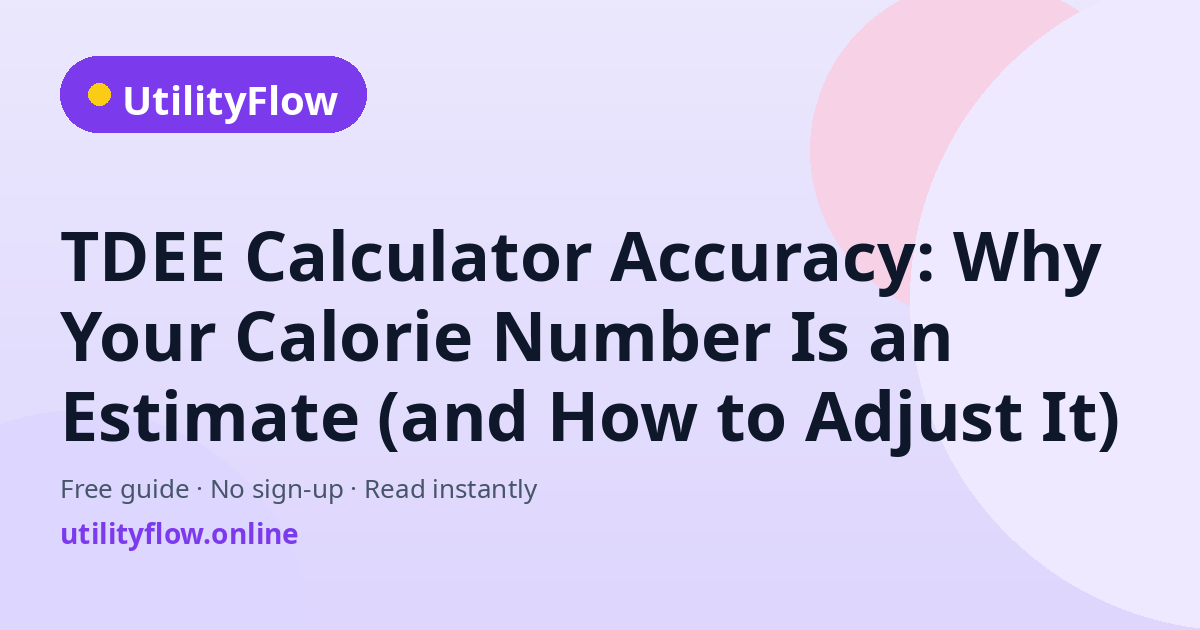 UtilityFlow
TDEE Calculator Accuracy: Why
Your Calorie Number Is an
Estimate (and How to Adjust It)
Free guide · No sign-up · Read instantly
utilityflow.online